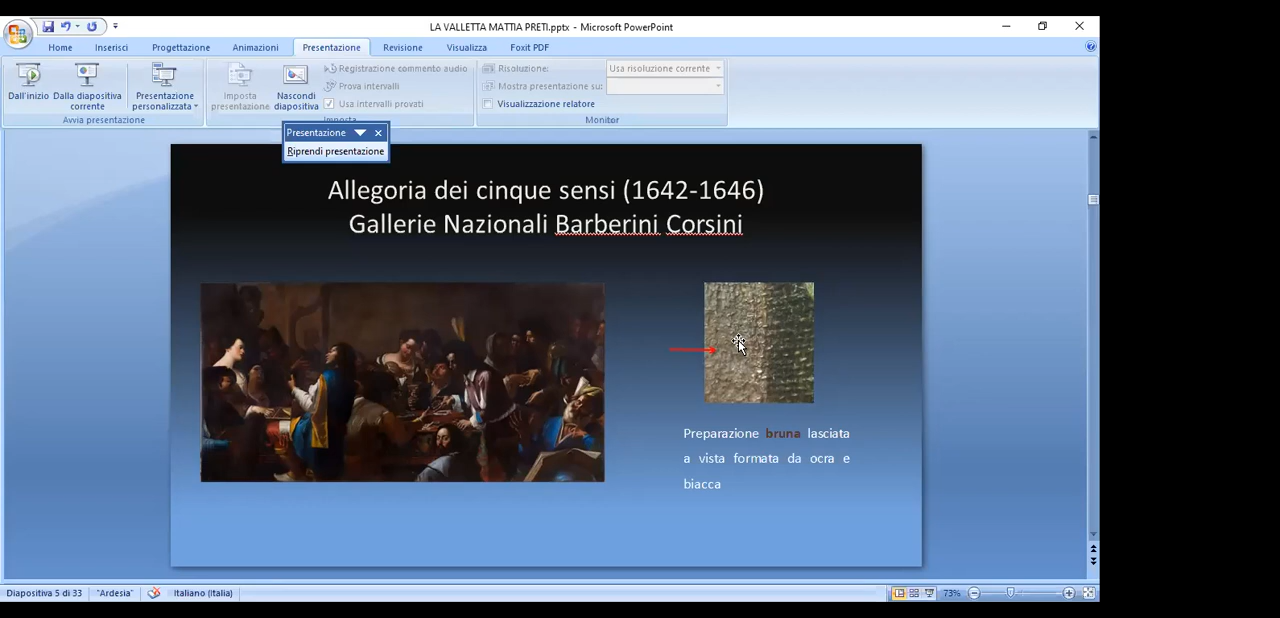 LA VALLETTA MATTIA PRETI.pptx - Microsoft PowerPoint
Home Inserisci Progettazione Animazioni Presentazione Revisione Visualizza Foxit PDF
Dall'inizio
Dalla diapositiva corrente
Presentazione personalizzata
Avvia presentazione
Imposta presentazione
Nascondi diapositiva
Registrazione commento audio
Prova intervalli
Usa intervalli provati
Imposta
Risoluzione: Usa risoluzione corrente
Mostra presentazione su:
Visualizzazione relatore
Monitor
Presentazione
Riprendi presentazione
Allegoria dei cinque sensi (1642-1646)
Gallerie Nazionali Barberini Corsini
Preparazione bruna lasciata
a vista formata da ocra e
biacca
Diapositiva 5 di 33 "Ardesia" Italiano (Italia) 73%